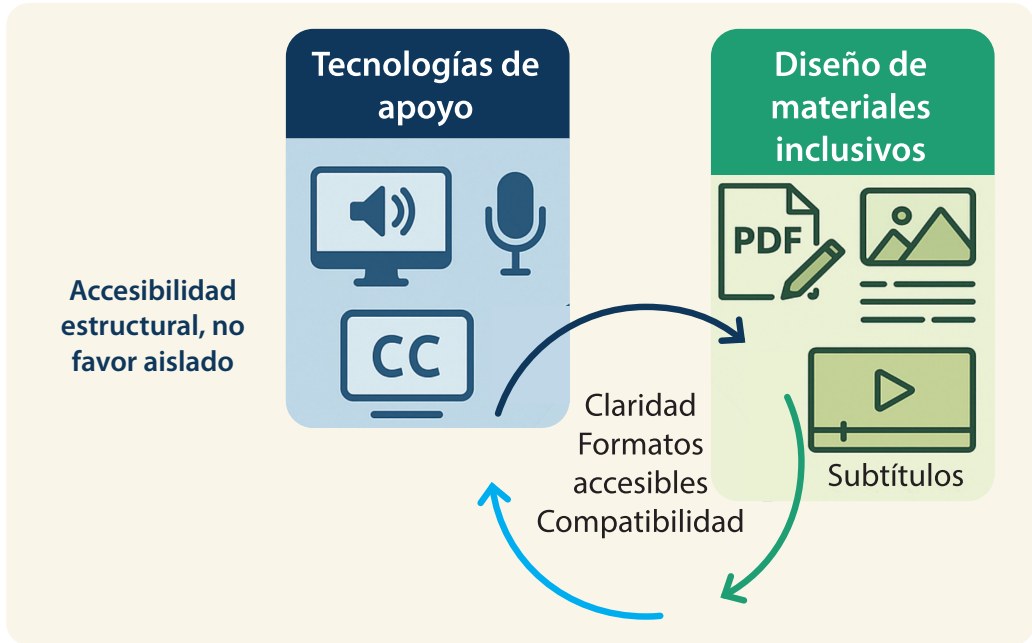 Tecnologías de
apoyo
Diseño de
materiales
inclusivos
PDF
Accesibilidad
estructural, no
favor aislado
CC
Claridad
Formatos
accesibles
Compatibilidad
Subtítulos